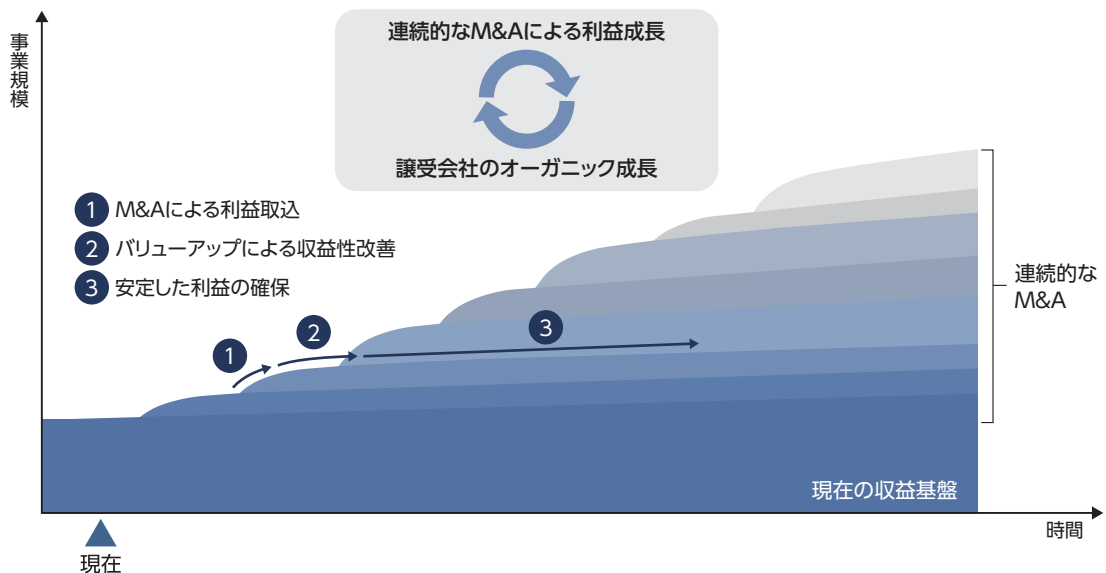 事業規模
連続的なM&Aによる利益成長
譲受会社のオーガニック成長
1 M&Aによる利益取込
2 バリューアップによる収益性改善
3 安定した利益の確保
1
2
3
連続的な
M&A
現在の収益基盤
時間
現在